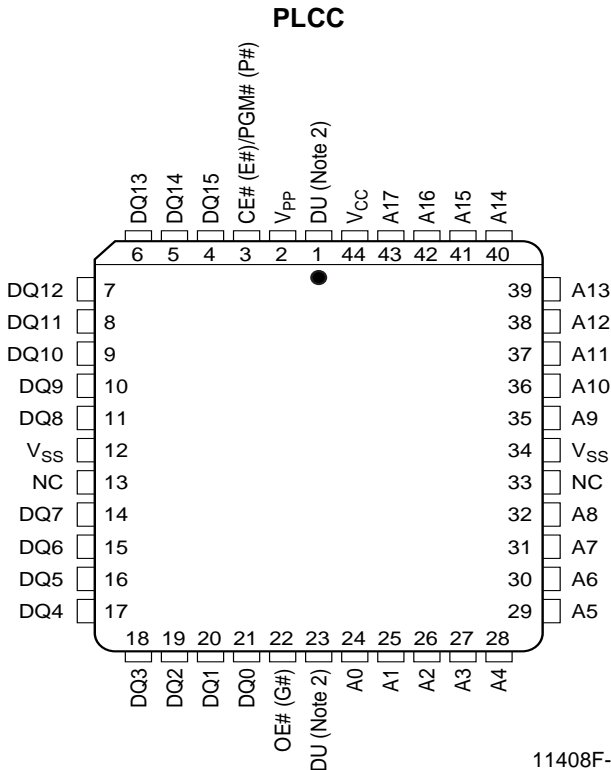 PLCC
DQ13
DQ14
DQ15
CE# (E#)/PGM# (P#)
VPP
DU (Note 2)
VCC
A17
A16
A15
A14
6 5 4 3 2 1 44 43 42 41 40
DQ12 7 39 A13
DQ11 8 38 A12
DQ10 9 37 A11
DQ9 10 36 A10
DQ8 11 35 A9
VSS 12 34 VSS
NC 13 33 NC
DQ7 14 32 A8
DQ6 15 31 A7
DQ5 16 30 A6
DQ4 17 29 A5
18 19 20 21 22 23 24 25 26 27 28
DQ3
DQ2
DQ1
DQ0
OE# (G#)
DU (Note 2)
A0
A1
A2
A3
A4
11408F-